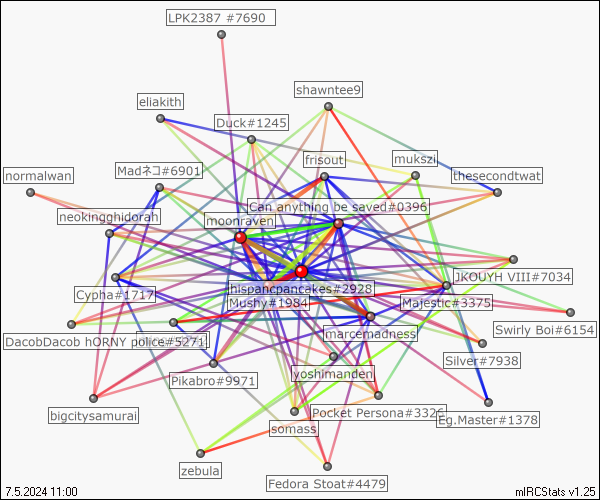 LPK2387 #7690
shawntee9
eliakith
Duck#1245
frisout
mukszi
Madネコ#6901
normalwan
thesecondtwat
Can anything be saved#0396
neokingghidorah
moonraven
JKOUYH VIII#7034
hispancpancakes#2928
Cypha#1717
Mushy#1984
Majestic#3375
Swirly Boi#6154
DacobDacob hORNY police#5271
marcemadness
Silver#7938
yoshimanden
Pikabro#9971
bigcitysamurai
Pocket Persona#3326
Eg.Master#1378
somass
zebula
Fedora Stoat#4479
7.5.2024 11:00
mIRCStats v1.25